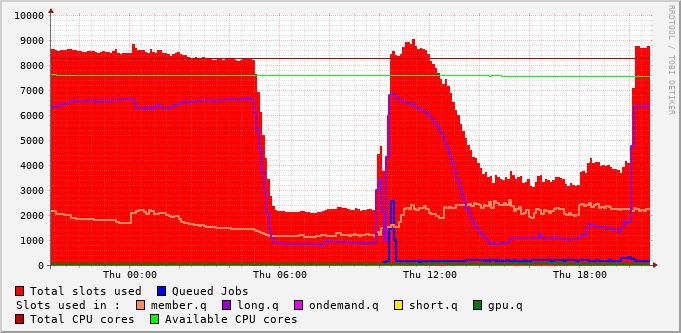 10000
9000
8000
7000
6000
5000
4000
3000
2000
1000
0
Thu 00:00 Thu 06:00 Thu 12:00 Thu 18:00
RRDTOOL / TOBI OETIKER
Total slots used Queued Jobs
Slots used in : member.q long.q ondemand.q short.q gpu.q
Total CPU cores Available CPU cores